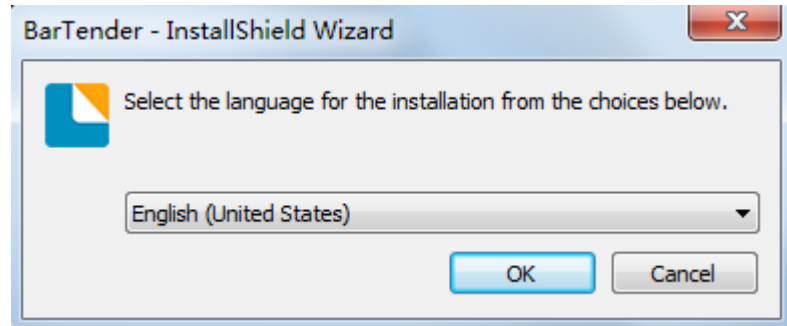 BarTender - InstallShield Wizard
Select the language for the installation from the choices below.
English (United States)
OK
Cancel